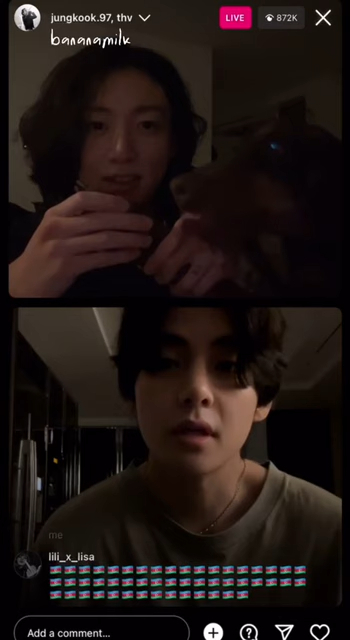 jungkook.97, thv
LIVE
872K
bananamilk
me
lili_x_lisa
🇦🇿🇦🇿🇦🇿🇦🇿🇦🇿🇦🇿🇦🇿🇦🇿🇦🇿🇦🇿🇦🇿🇦🇿🇦🇿🇦🇿🇦🇿🇦🇿🇦🇿🇦🇿
🇦🇿🇦🇿🇦🇿🇦🇿🇦🇿🇦🇿🇦🇿🇦🇿🇦🇿🇦🇿🇦🇿🇦🇿🇦🇿🇦🇿🇦🇿🇦🇿🇦🇿🇦🇿
🇦🇿🇦🇿🇦🇿🇦🇿🇦🇿🇦🇿🇦🇿🇦🇿🇦🇿🇦🇿🇦🇿🇦🇿🇦🇿🇦🇿
Add a comment...